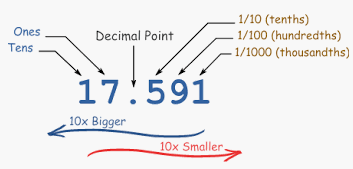 Ones
Tens
Decimal Point
1/10 (tenths)
1/100 (hundredths)
1/1000 (thousandths)
17.591
10x Bigger
10x Smaller